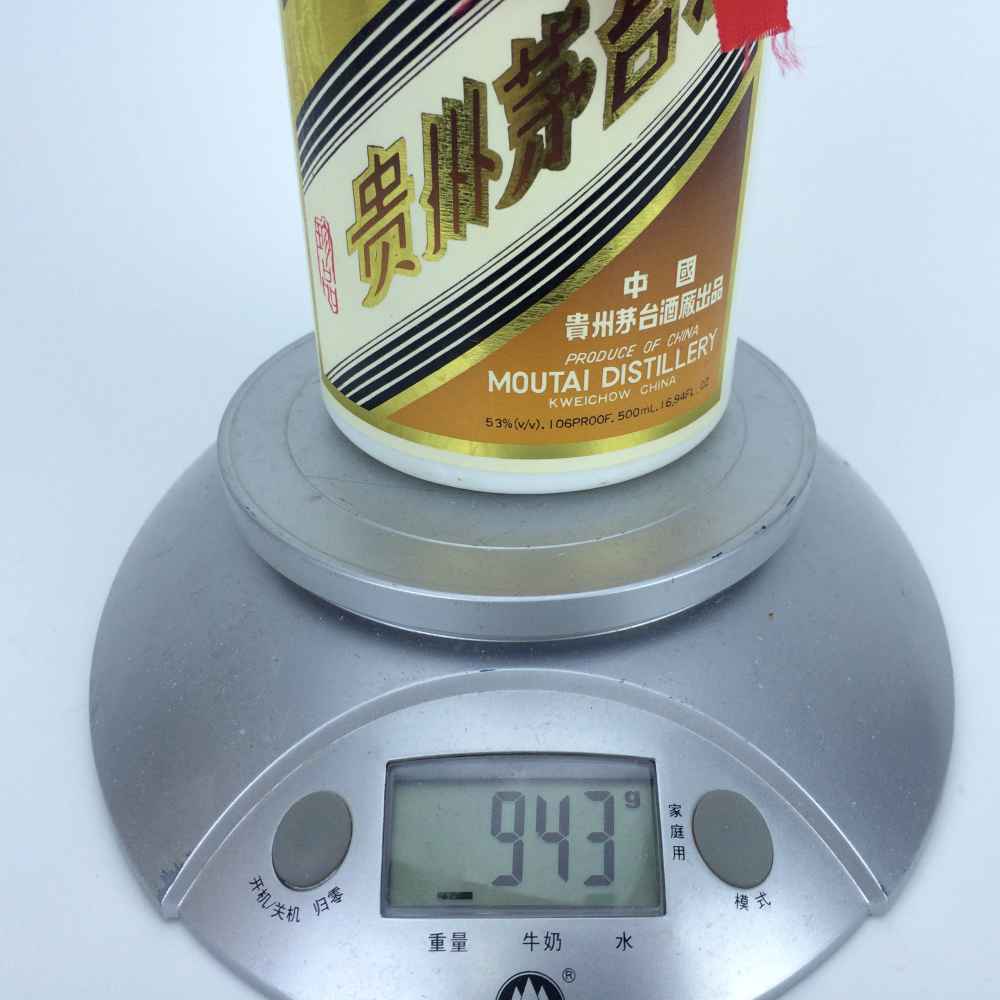 贵州茅台
中國
貴州茅台酒廠出品
PRODUCE OF CHINA
MOUTAI DISTILLERY
KWEICHOW CHINA
53%(v/v). 106PROOF. 500mL. 16.94FL. OZ
943g
开机/关机 归零
家庭用
模式
重量 牛奶 水
®